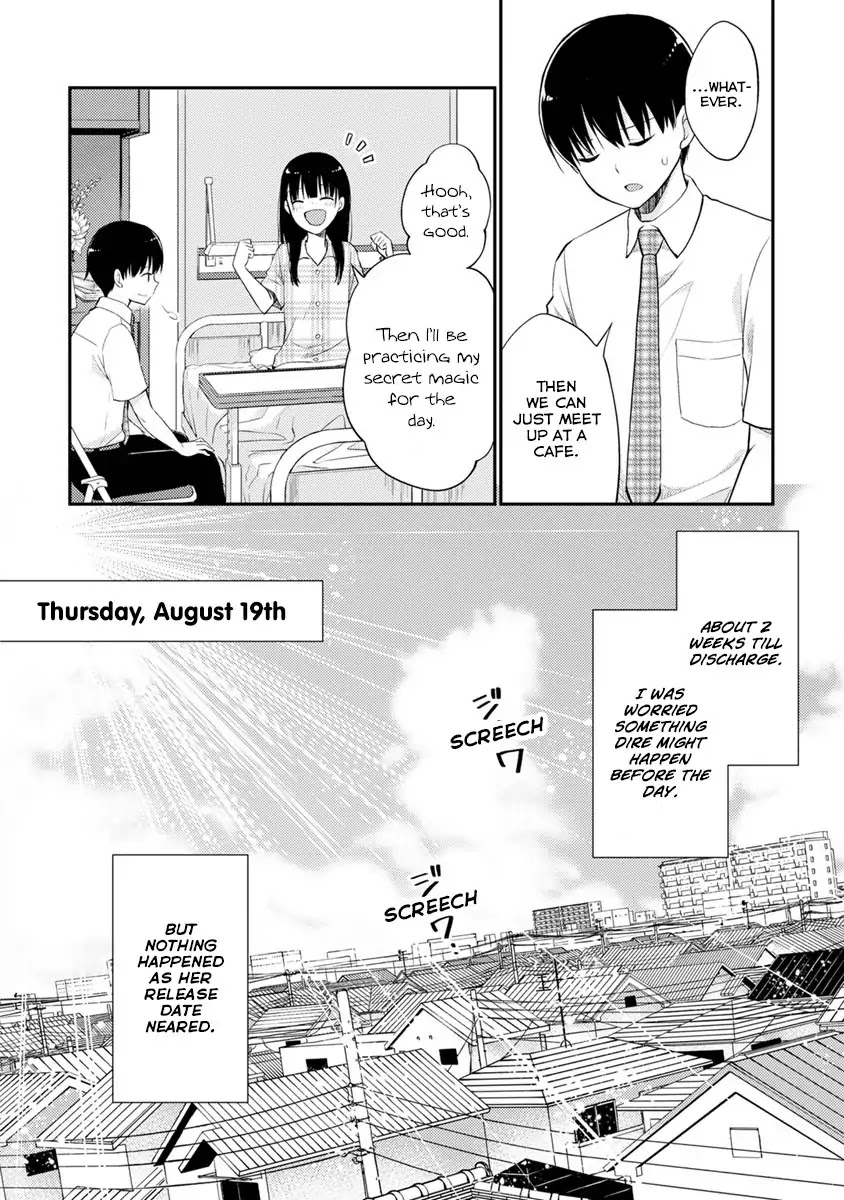 ...WHAT-
EVER.
THEN
WE CAN
JUST MEET
UP AT A
CAFE.
Hooh,
that's
good.
Then I'll be
practicing my
secret magic
for the
day.
Thursday, August 19th
ABOUT 2
WEEKS TILL
DISCHARGE.
I WAS
WORRIED
SOMETHING
DIRE MIGHT
HAPPEN
BEFORE THE
DAY.
ジ
SCREECH
ワ
ジ
SCREECH
ワ
BUT
NOTHING
HAPPENED
AS HER
RELEASE
DATE
NEARED.